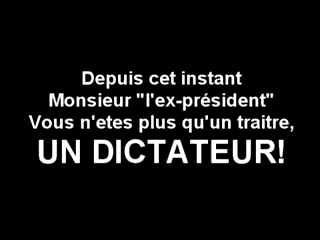 Depuis cet instant
Monsieur "l'ex-président"
Vous n'etes plus qu'un traitre,
UN DICTATEUR!